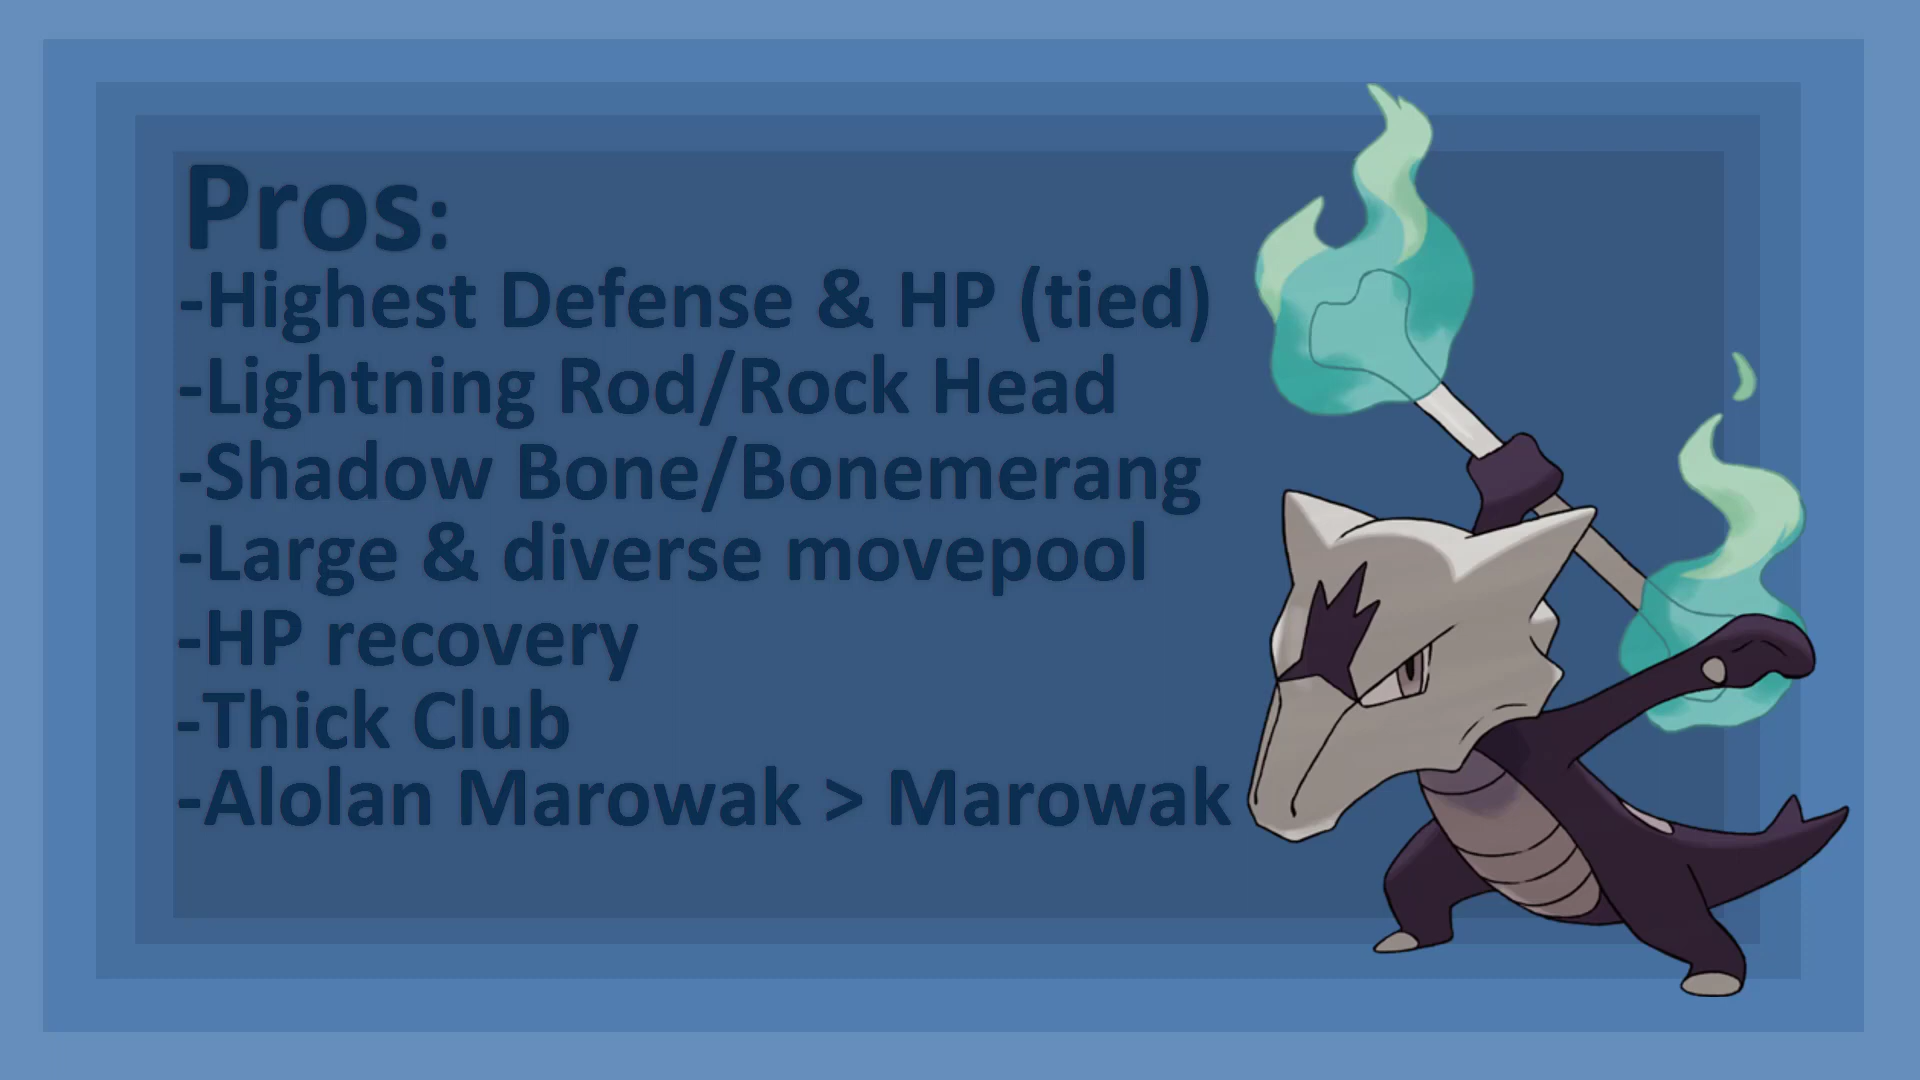 Pros:
-Highest Defense & HP (tied)
-Lightning Rod/Rock Head
-Shadow Bone/Bonemerang
-Large & diverse movepool
-HP recovery
-Thick Club
-Alolan Marowak > Marowak